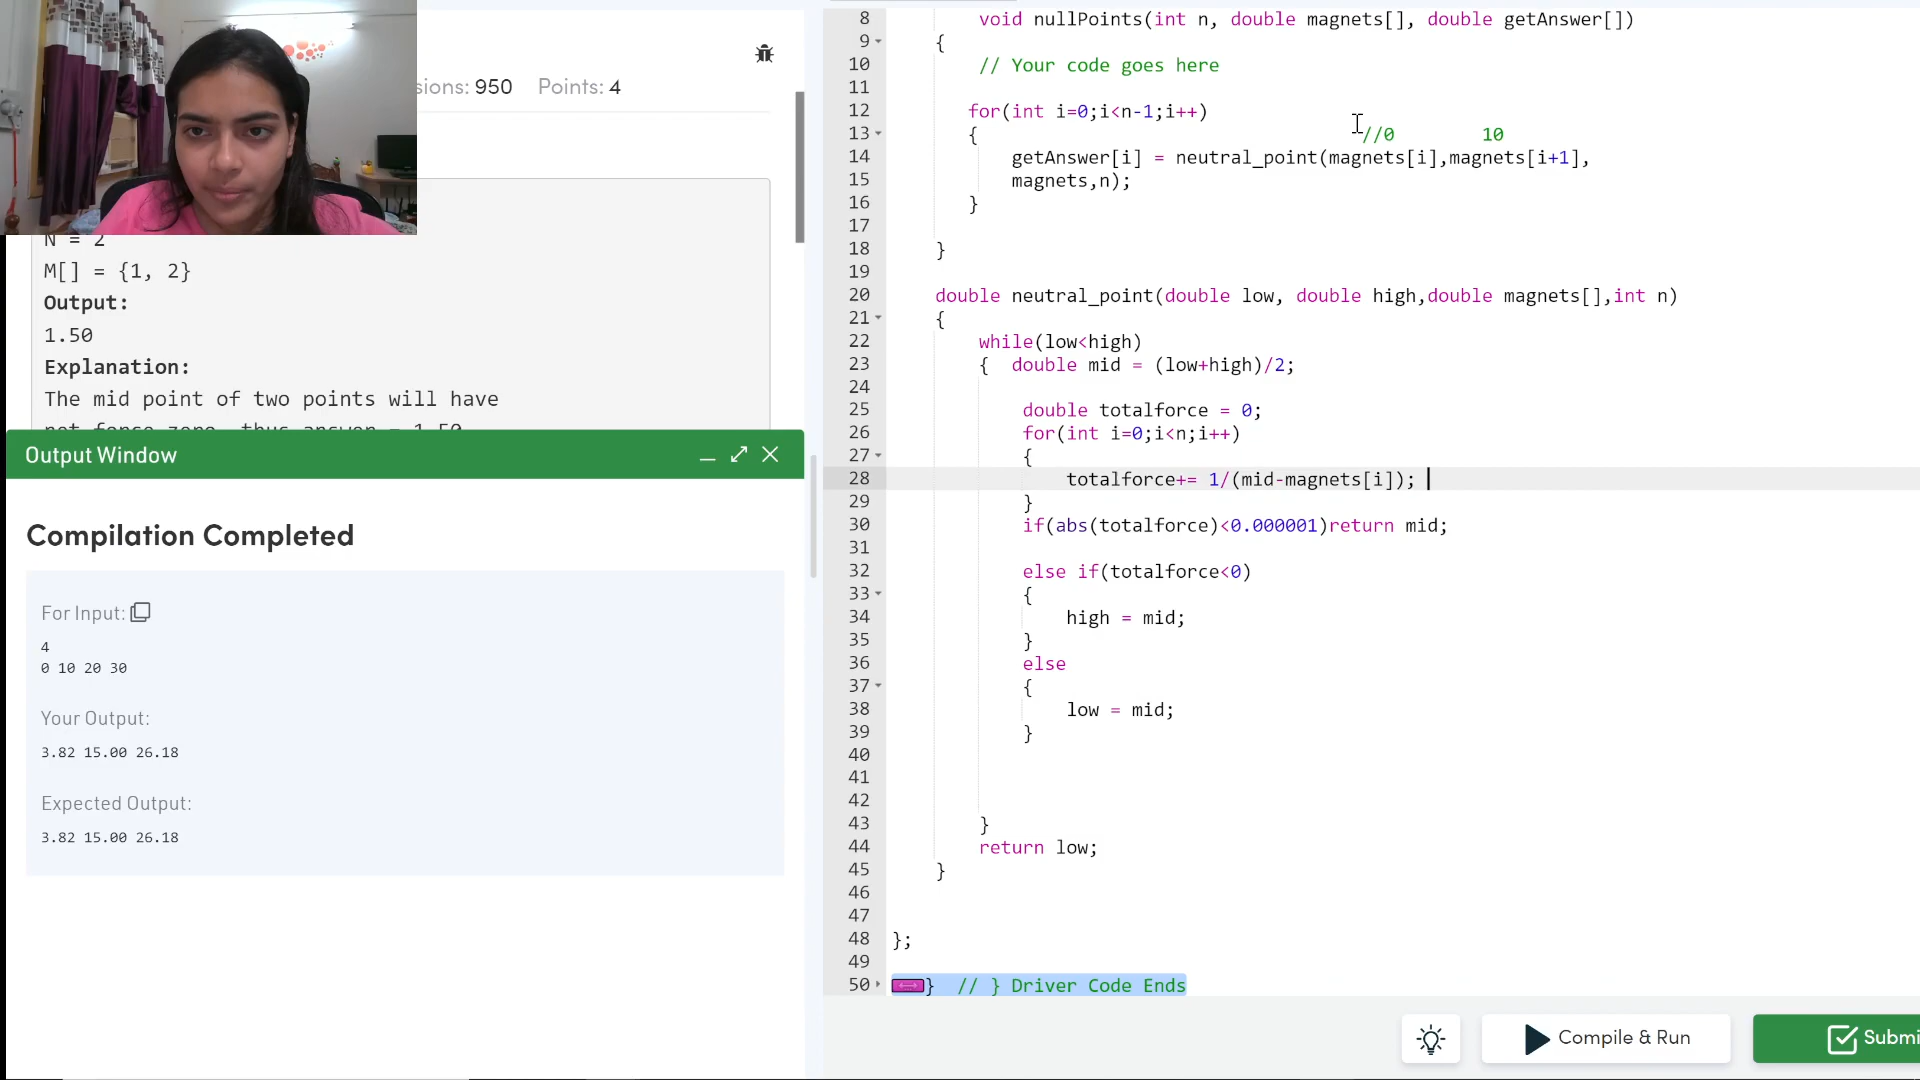 sions: 950 Points: 4
N = 2
M[] = {1, 2}
Output:
1.50
Explanation:
The mid point of two points will have
net force zero, thus answer = 1.50
Output Window
Compilation Completed
For Input:
4
0 10 20 30
Your Output:
3.82 15.00 26.18
Expected Output:
3.82 15.00 26.18
8 void nullPoints(int n, double magnets[], double getAnswer[])
9 {
10 // Your code goes here
11
12 for(int i=0;i<n-1;i++)
13 { //0 10
14 getAnswer[i] = neutral_point(magnets[i],magnets[i+1],
15 magnets,n);
16 }
17
18 }
19
20 double neutral_point(double low, double high,double magnets[],int n)
21 {
22 while(low<high)
23 { double mid = (low+high)/2;
24
25 double totalforce = 0;
26 for(int i=0;i<n;i++)
27 {
28 totalforce+= 1/(mid-magnets[i]);
29 }
30 if(abs(totalforce)<0.000001)return mid;
31
32 else if(totalforce<0)
33 {
34 high = mid;
35 }
36 else
37 {
38 low = mid;
39 }
40
41
42
43 }
44 return low;
45 }
46
47
48 };
49
50 } // } Driver Code Ends
Compile & Run
Submi